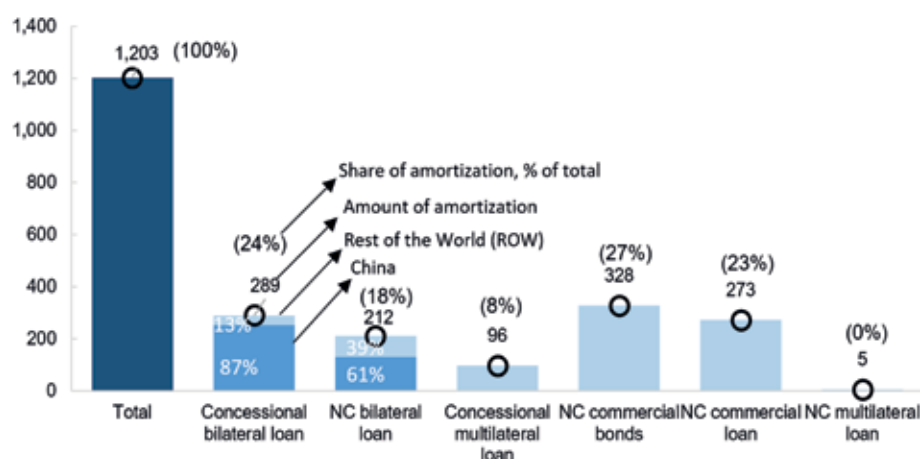 1,400
1,200
1,000
800
600
400
200
0
1,203 (100%)
Share of amortization, % of total
Amount of amortization
Rest of the World (ROW)
China
(24%)
289
13%
87%
(18%)
212
39%
61%
(8%)
96
(27%)
328
(23%)
273
(0%)
5
Total
Concessional
bilateral loan
NC bilateral
loan
Concessional
multilateral
loan
NC commercial
bonds
NC commercial
loan
NC multilateral
loan